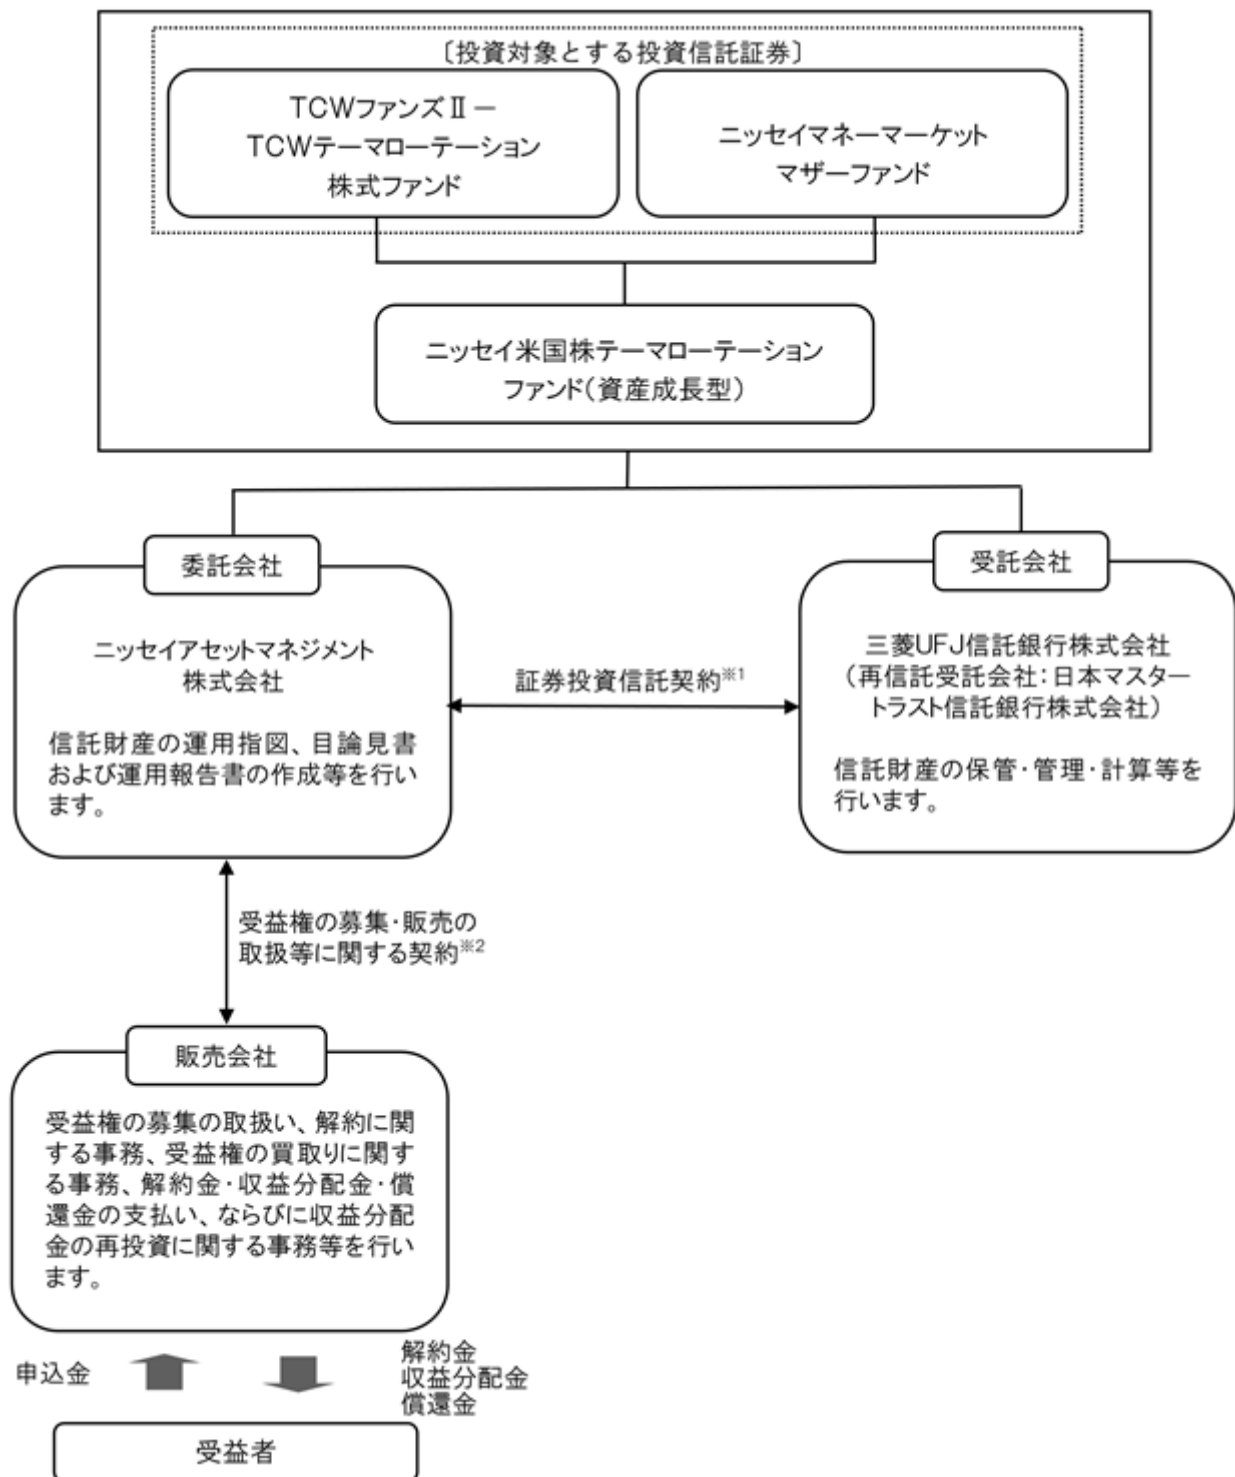 〔投資対象とする投資信託証券〕
TCWファンズⅡ－
TCWテーマローテーション
株式ファンド
ニッセイマネーマーケット
マザーファンド
ニッセイ米国株テーマローテーション
ファンド（資産成長型）
委託会社
ニッセイアセットマネジメント
株式会社
信託財産の運用指図、目論見書
および運用報告書の作成等を行い
ます。
証券投資信託契約※1
受託会社
三菱UFJ信託銀行株式会社
（再信託受託会社：日本マスター
トラスト信託銀行株式会社）
信託財産の保管・管理・計算等を
行います。
受益権の募集・販売の
取扱等に関する契約※2
販売会社
受益権の募集の取扱い、解約に関
する事務、受益権の買取りに関す
る事務、解約金・収益分配金・償
還金の支払い、ならびに収益分配
金の再投資に関する事務等を行い
ます。
申込金
解約金
収益分配金
償還金
受益者